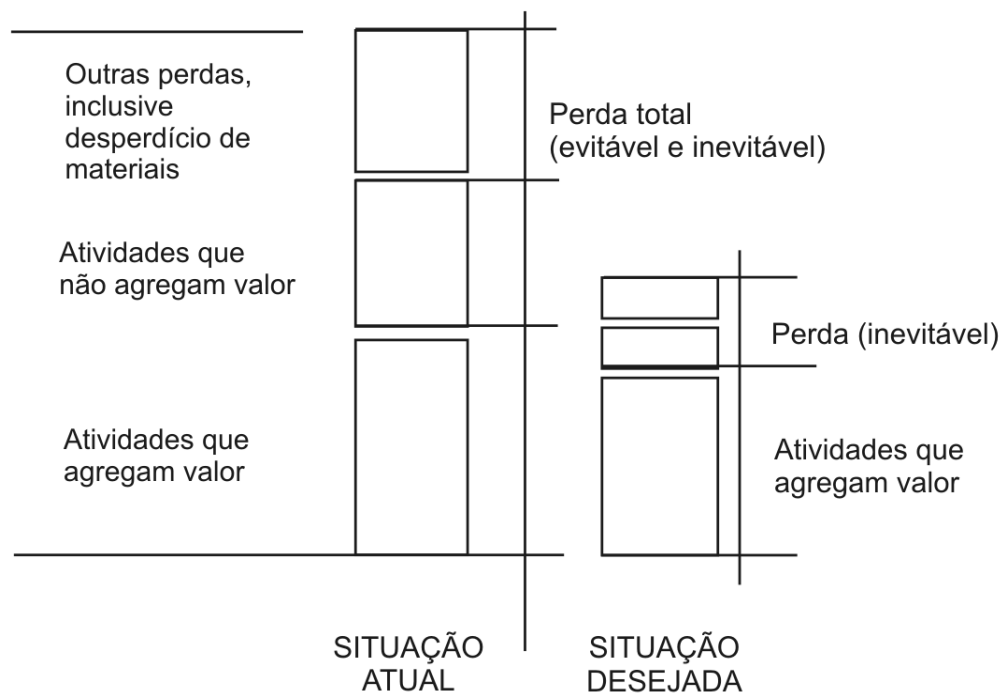 Outras perdas,
inclusive
desperdício de
materiais
Perda total
(evitável e inevitável)
Atividades que
não agregam valor
Perda (inevitável)
Atividades que
agregam valor
Atividades que
agregam valor
SITUAÇÃO
ATUAL
SITUAÇÃO
DESEJADA